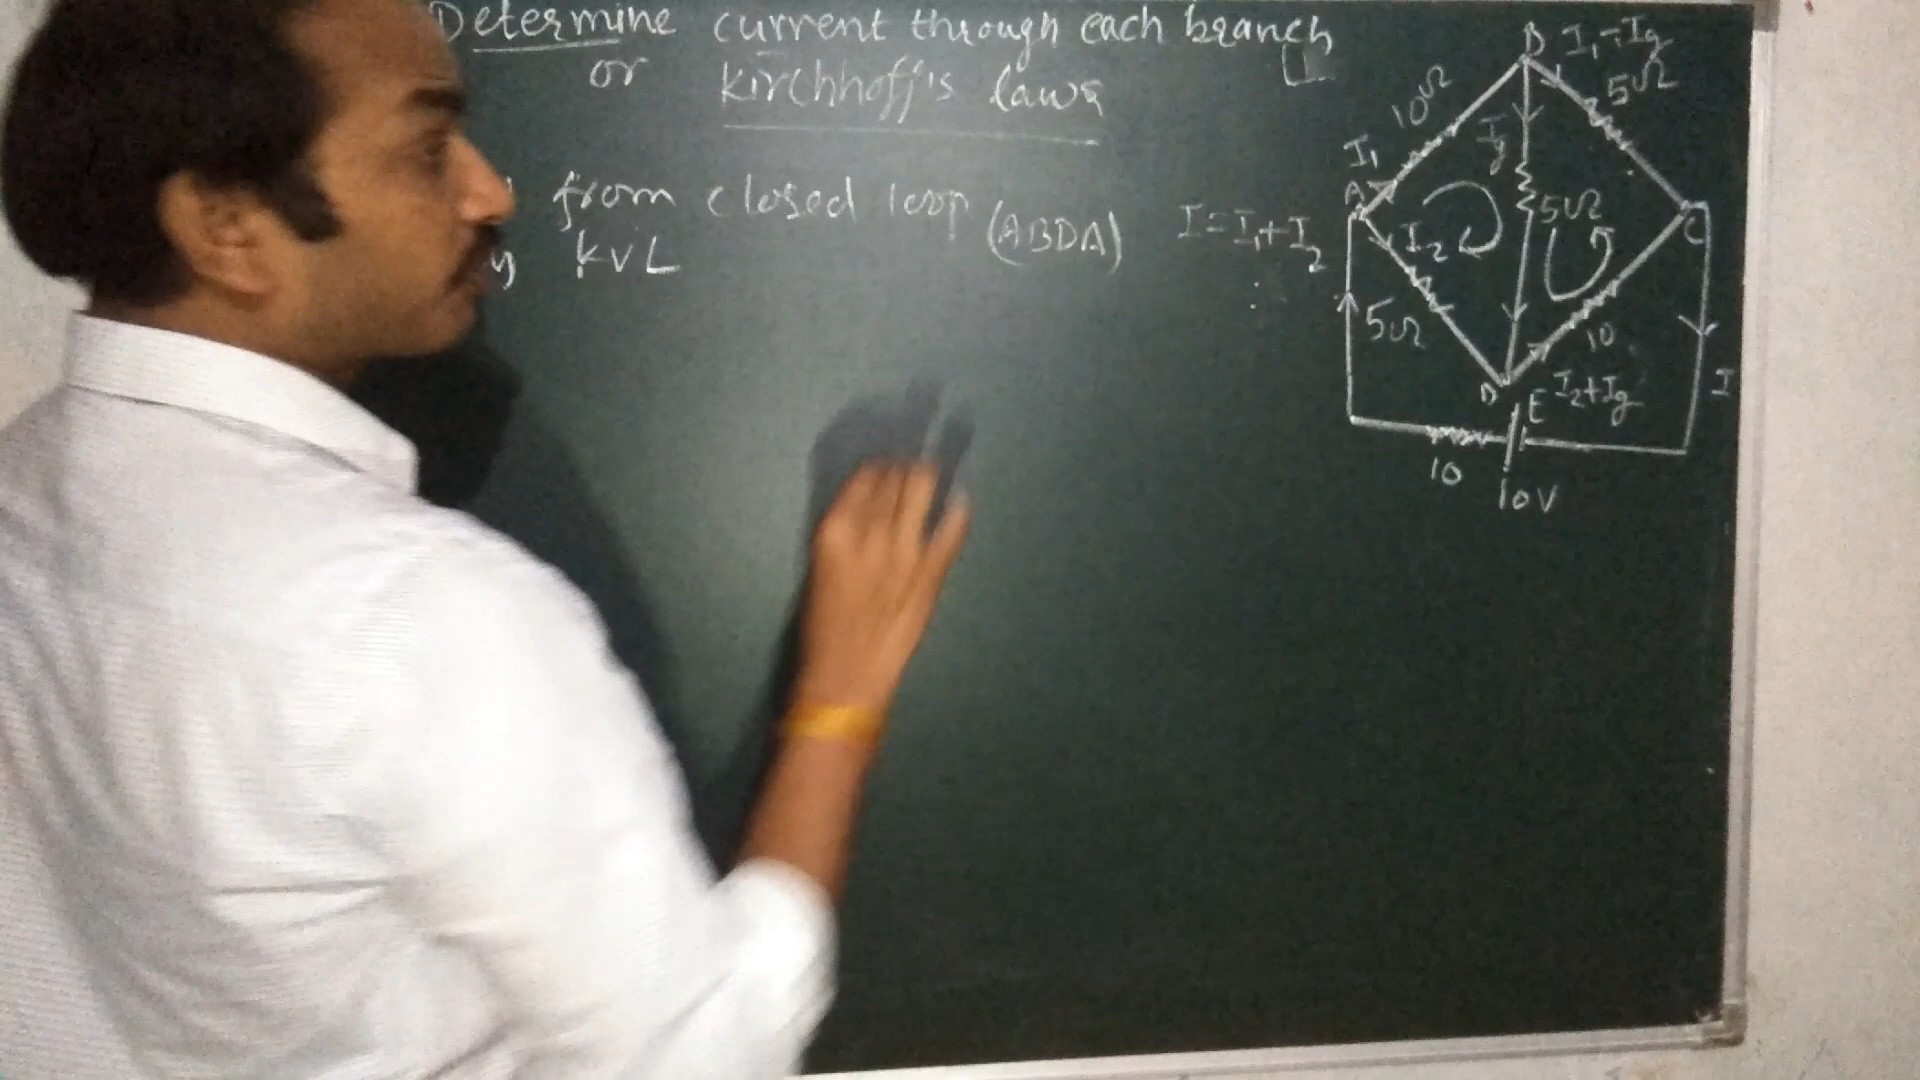 Determine current through each branch
or Kirchhoff's laws
from closed loop (ABDA)
KVL
I = I₁+I₂
B I₁-Ig
10Ω 5Ω
I₁ Ig
A I₂ 5Ω C
5Ω 10 I
D E I₂+Ig
10 10V